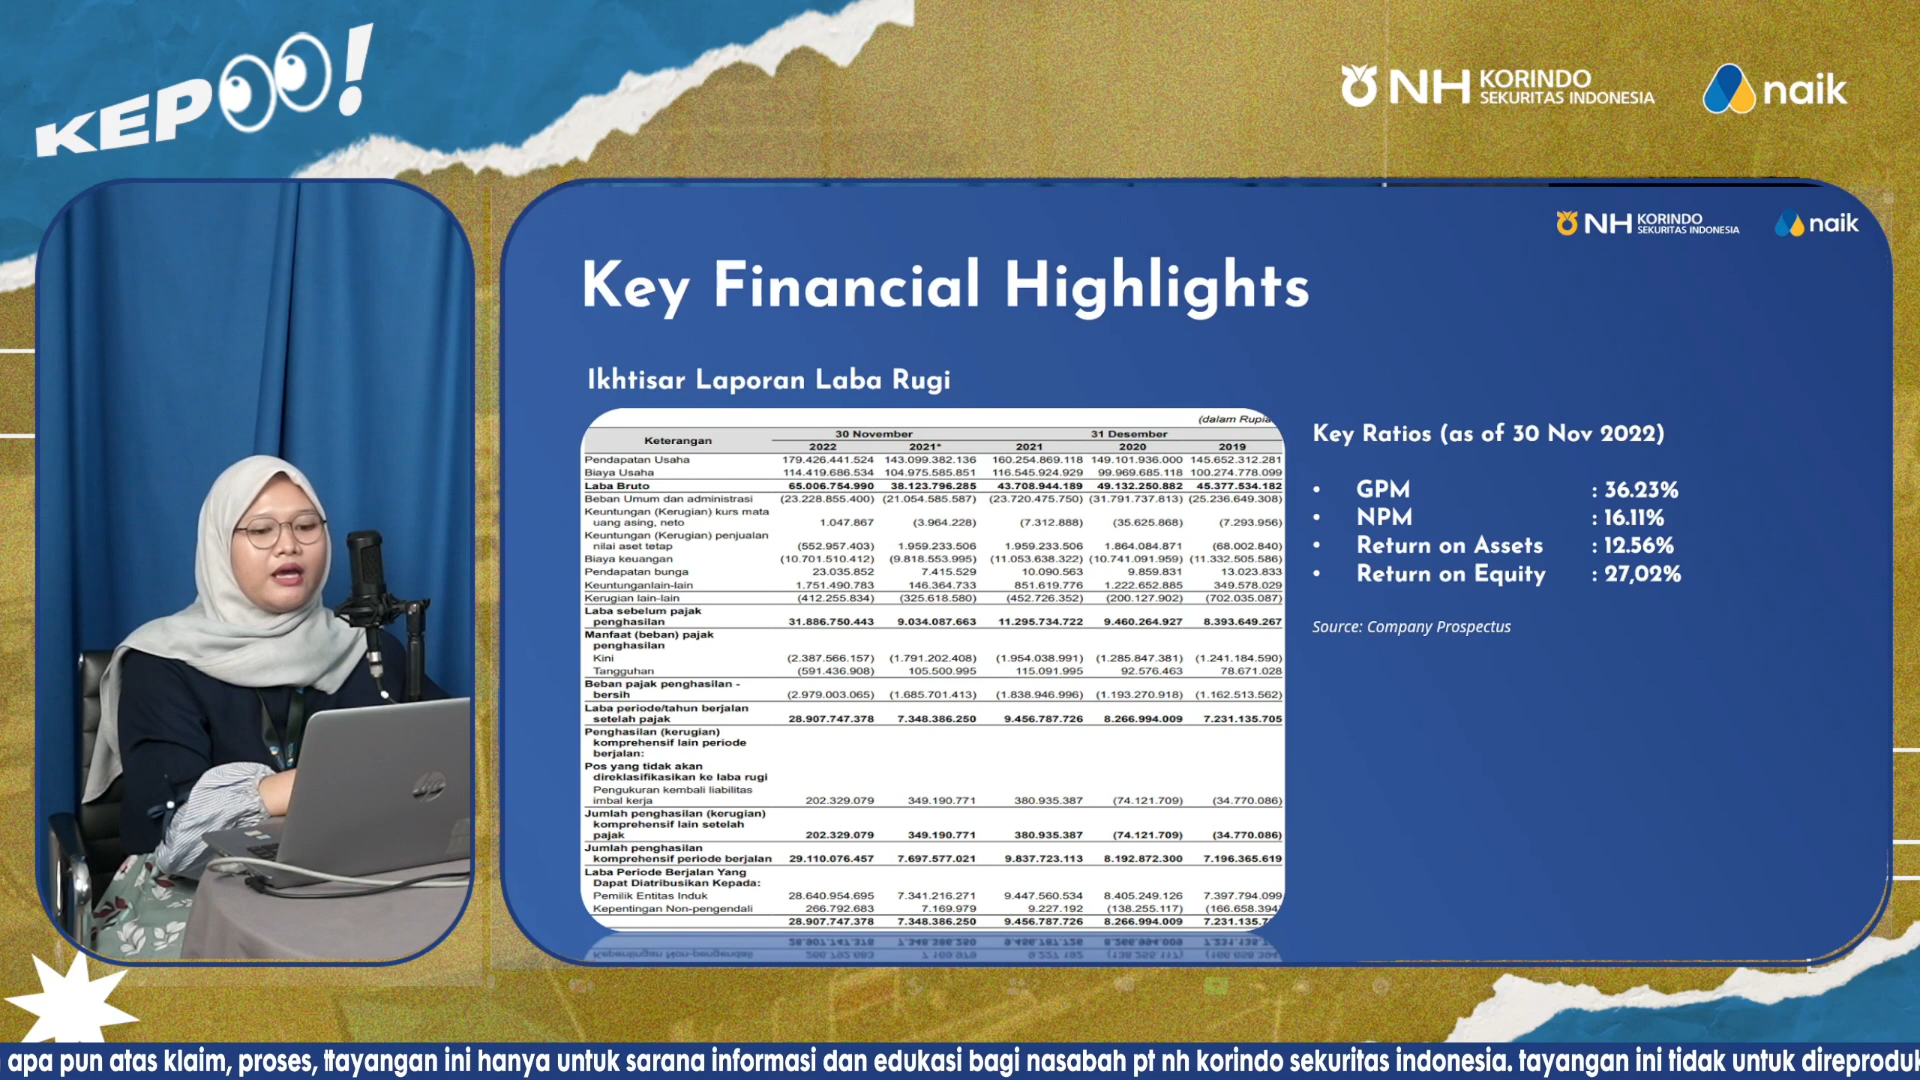 KEPOO!
NH KORINDO SEKURITAS INDONESIA
naik
NH KORINDO SEKURITAS INDONESIA
naik
Key Financial Highlights
Ikhtisar Laporan Laba Rugi
(dalam
Keterangan 30 November 31 Desember
2022 2021* 2021 2020 2019
Pendapatan Usaha 179.426.441.524 143.099.382.136 160.254.869.118 149.101.936.000 145.652.312.281
Biaya Usaha 114.419.686.534 104.975.585.851 116.545.924.929 99.969.685.118 100.274.778.099
Laba Bruto 65.006.754.990 38.123.796.285 43.708.944.189 49.132.250.882 45.377.534.182
Beban Umum dan administrasi (23.228.855.400) (21.054.585.587) (23.720.475.750) (31.791.737.813) (25.236.649.308)
Keuntungan (Kerugian) kurs mata
uang asing, neto 1.047.867 (3.964.228) (7.312.888) (35.625.868) (7.293.956)
Keuntungan (Kerugian) penjualan
nilai aset tetap (552.957.403) 1.959.233.506 1.959.233.506 1.864.084.871 (68.002.840)
Biaya keuangan (10.701.510.412) (9.818.553.995) (11.053.638.322) (10.741.091.959) (11.332.505.586)
Pendapatan bunga 23.035.852 7.415.529 10.090.563 9.859.831 13.023.833
Keuntunganlain-lain 1.751.490.783 146.364.733 851.619.776 1.222.652.885 349.578.029
Kerugian lain-lain (412.255.834) (325.618.580) (452.726.352) (200.127.902) (702.035.087)
Laba sebelum pajak
penghasilan 31.886.750.443 9.034.087.663 11.295.734.722 9.460.264.927 8.393.649.267
Manfaat (beban) pajak
penghasilan
Kini (2.387.566.157) (1.791.202.408) (1.954.038.991) (1.285.847.381) (1.241.184.590)
Tangguhan (591.436.908) 105.500.995 115.091.995 92.576.463 78.671.028
Beban pajak penghasilan -
bersih (2.979.003.065) (1.685.701.413) (1.838.946.996) (1.193.270.918) (1.162.513.562)
Laba periode/tahun berjalan
setelah pajak 28.907.747.378 7.348.386.250 9.456.787.726 8.266.994.009 7.231.135.705
Penghasilan (kerugian)
komprehensif lain periode
berjalan:
Pos yang tidak akan
direklasifikasikan ke laba rugi
Pengukuran kembali liabilitas
imbal kerja 202.329.079 349.190.771 380.935.387 (74.121.709) (34.770.086)
Jumlah penghasilan (kerugian)
komprehensif lain setelah
pajak 202.329.079 349.190.771 380.935.387 (74.121.709) (34.770.086)
Jumlah penghasilan
komprehensif periode berjalan 29.110.076.457 7.697.577.021 9.837.723.113 8.192.872.300 7.196.365.619
Laba Periode Berjalan Yang
Dapat Diatribusikan Kepada:
Pemilik Entitas Induk 28.640.954.695 7.341.216.271 9.447.560.534 8.405.249.126 7.397.794.099
Kepentingan Non-pengendali 266.792.683 7.169.979 9.227.192 (138.255.117) (166.658.394)
28.907.747.378 7.348.386.250 9.456.787.726 8.266.994.009
Key Ratios (as of 30 Nov 2022)
• GPM : 36.23%
• NPM : 16.11%
• Return on Assets : 12.56%
• Return on Equity : 27,02%
Source: Company Prospectus
hp
apa pun atas klaim, proses, tayangan ini hanya untuk sarana informasi dan edukasi bagi nasabah pt nh korindo sekuritas indonesia. tayangan ini tidak untuk